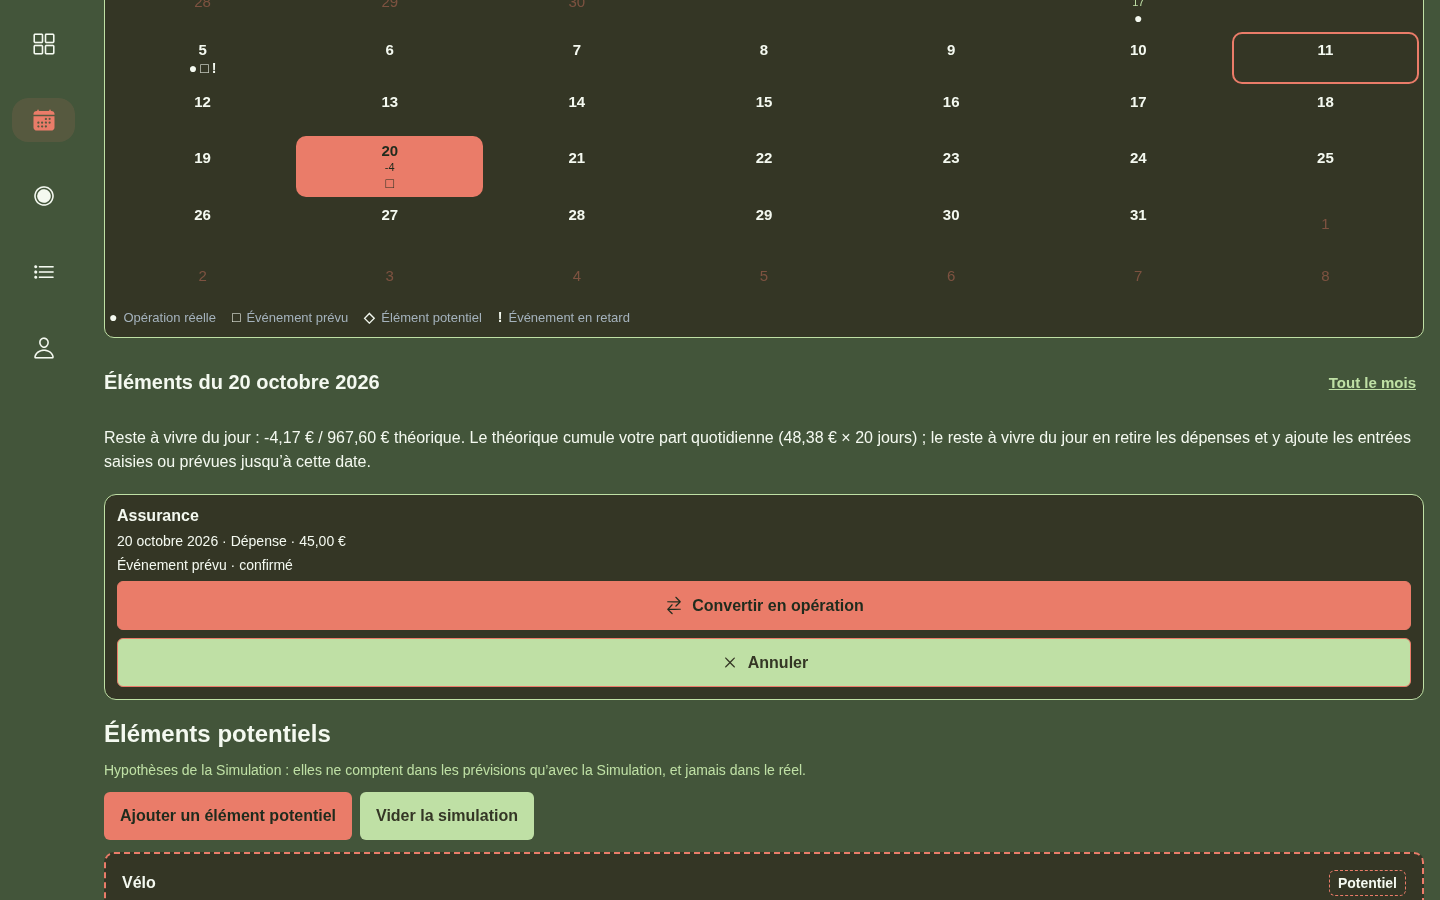 28 29 30 17
●
5 6 7 8 9 10 11
● □ !
12 13 14 15 16 17 18
19 20 21 22 23 24 25
-4
□
26 27 28 29 30 31 1
2 3 4 5 6 7 8
● Opération réelle □ Événement prévu ◇ Élément potentiel ! Événement en retard
Éléments du 20 octobre 2026 Tout le mois
Reste à vivre du jour : -4,17 € / 967,60 € théorique. Le théorique cumule votre part quotidienne (48,38 € × 20 jours) ; le reste à vivre du jour en retire les dépenses et y ajoute les entrées
saisies ou prévues jusqu’à cette date.
Assurance
20 octobre 2026 · Dépense · 45,00 €
Événement prévu · confirmé
Convertir en opération
Annuler
Éléments potentiels
Hypothèses de la Simulation : elles ne comptent dans les prévisions qu’avec la Simulation, et jamais dans le réel.
Ajouter un élément potentiel Vider la simulation
Vélo Potentiel